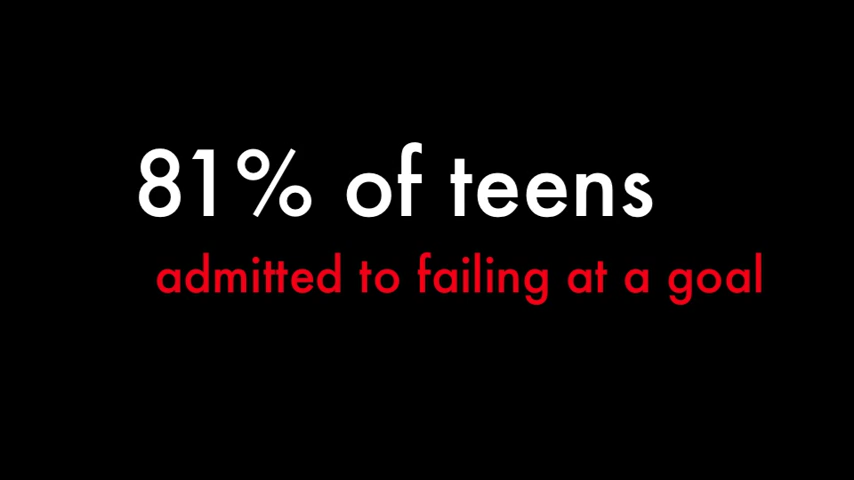 81% of teens
admitted to failing at a goal